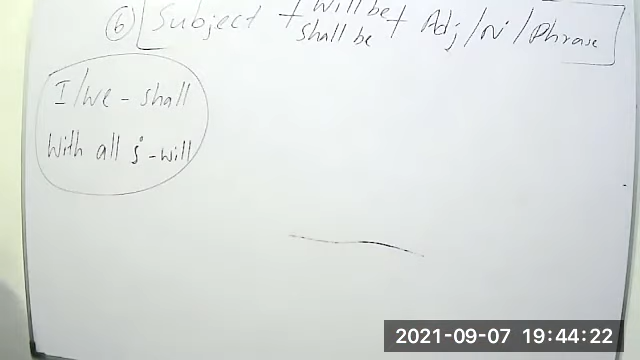 6 Subject + will be / shall be + Adj/N/Phrase
I/We - shall
With all s - will
2021-09-07 19:44:22